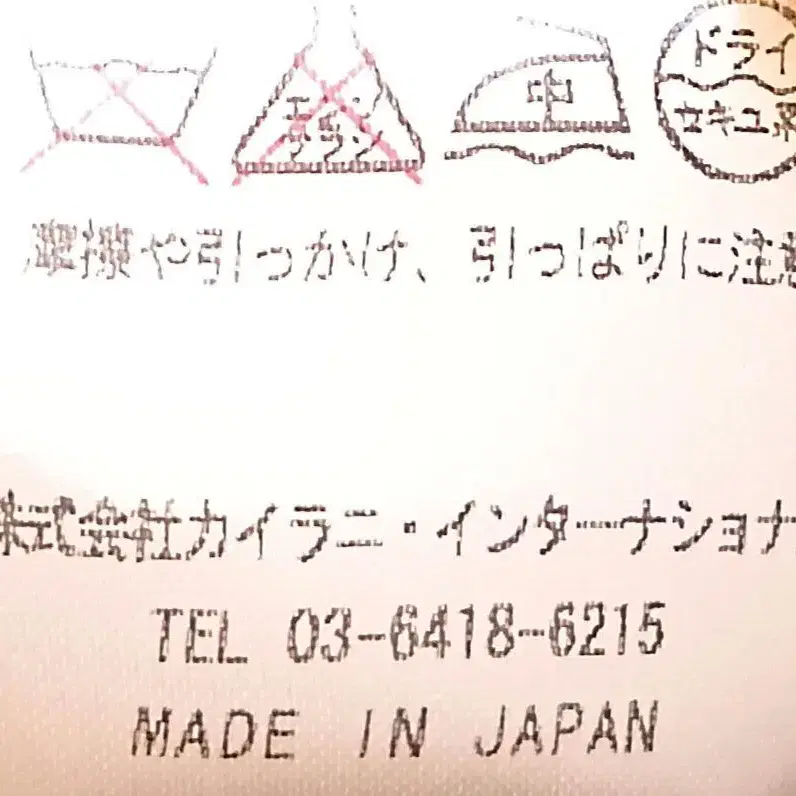 エンソ サラシ 中 ドライ
セキユ系
摩擦や引っかけ、引っぱりに注意
株式会社カイラニ・インターナショナ
TEL 03-6418-6215
MADE IN JAPAN